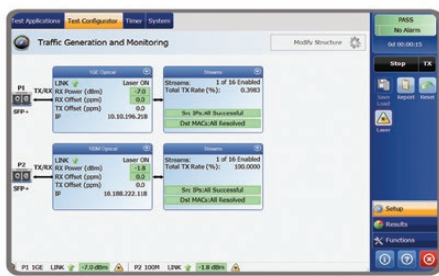 Test Applications Test Configurator Timer System
Traffic Generation and Monitoring
Modify Structure
PASS
No Alarm
0d 00:00:15
Stop TX
Save
Load
Report
Reset
Laser
1GE Optical
P1
TX/RX
SFP+
LINK Laser ON
RX Power (dBm) -7.0
RX Offset (ppm) 0.0
TX Offset (ppm) 0.0
IP 10.10.196.218
Streams
Streams: 1 of 16 Enabled
Total TX Rate (%): 0.3983
Src IPs:All Successful
Dst MACs:All Resolved
100M Optical
P2
TX/RX
SFP+
LINK Laser ON
RX Power (dBm) -1.8
RX Offset (ppm) 0.0
TX Offset (ppm) 0.0
IP 10.188.222.118
Streams
Streams: 1 of 16 Enabled
Total TX Rate (%): 100.0000
Src IPs:All Successful
Dst MACs:All Resolved
Setup
Results
Functions
P1 1GE LINK -7.0 dBm P2 100M LINK -1.8 dBm